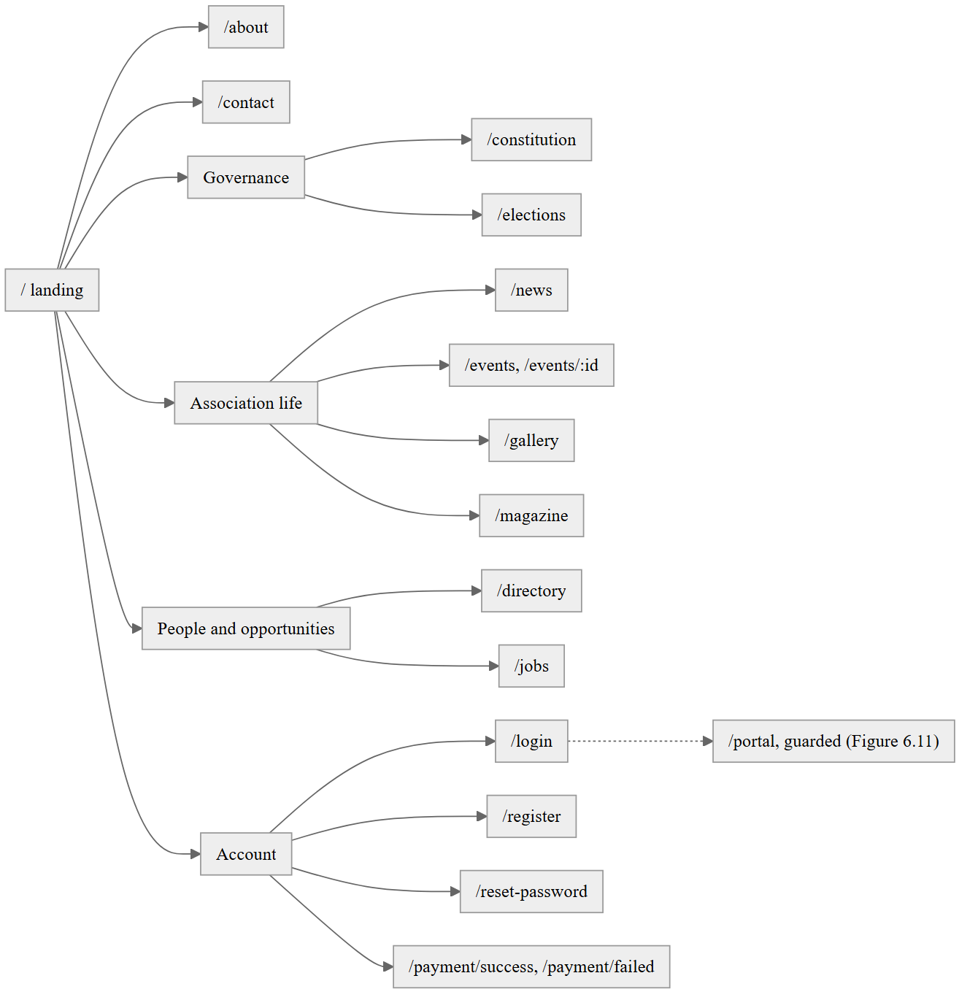 /about
/contact
/constitution
Governance
/elections
/ landing
/news
/events, /events/:id
Association life
/gallery
/magazine
/directory
People and opportunities
/jobs
/login
/portal, guarded (Figure 6.11)
/register
Account
/reset-password
/payment/success, /payment/failed